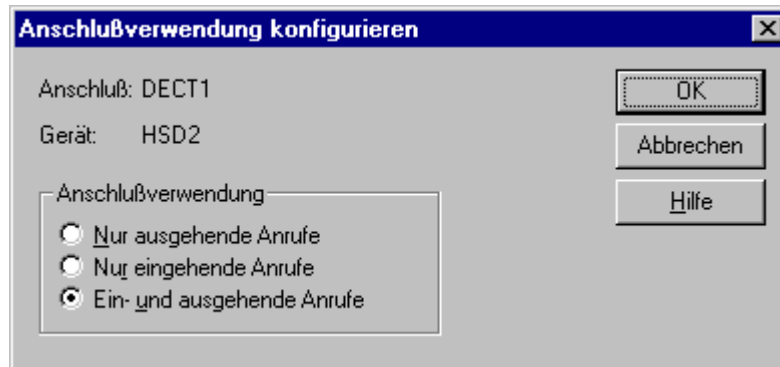 Anschlußverwendung konfigurieren
Anschluß: DECT1
Gerät: HSD2
OK
Abbrechen
Hilfe
Anschlußverwendung
Nur ausgehende Anrufe
Nur eingehende Anrufe
Ein- und ausgehende Anrufe